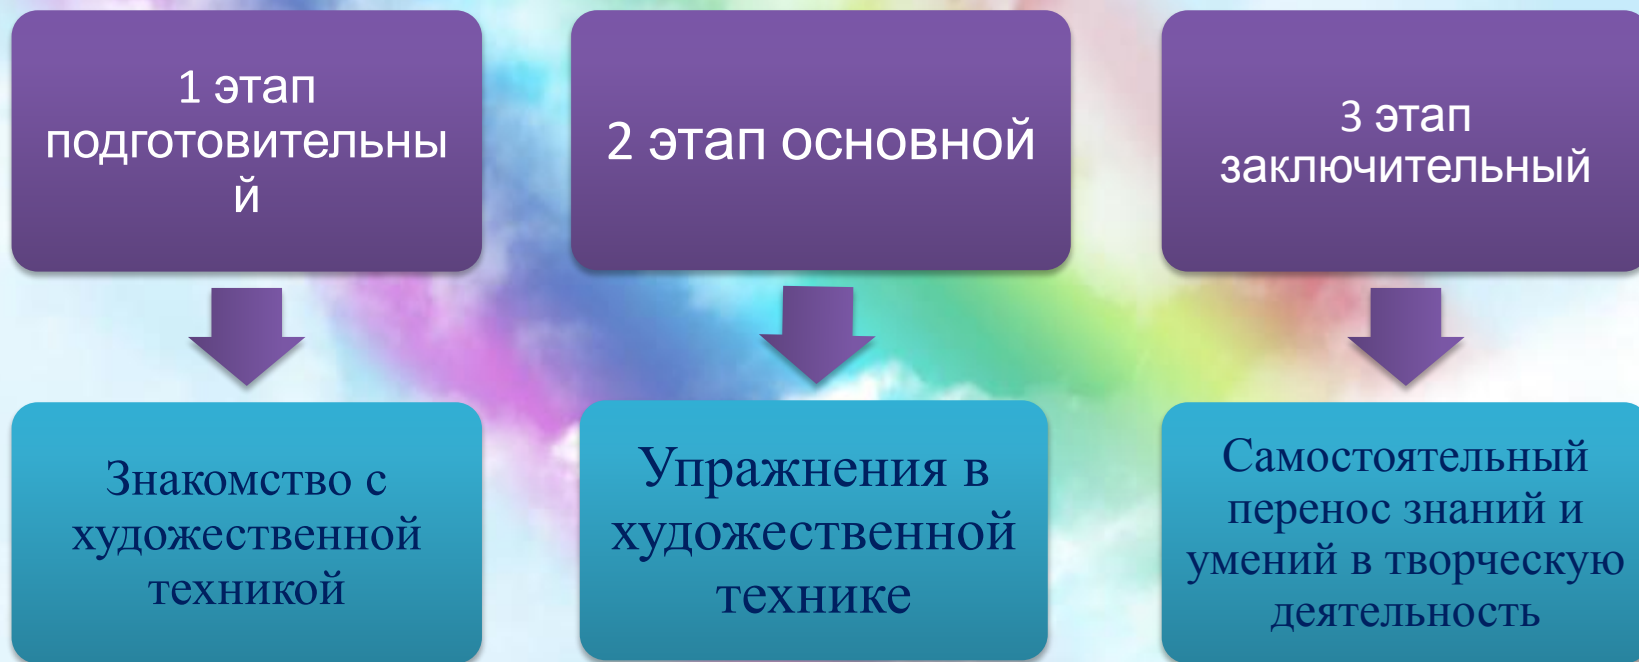 1 этап
подготовительны
й
2 этап основной
3 этап
заключительный
Знакомство с
художественной
техникой
Упражнения в
художественной
технике
Самостоятельный
перенос знаний и
умений в творческую
деятельность